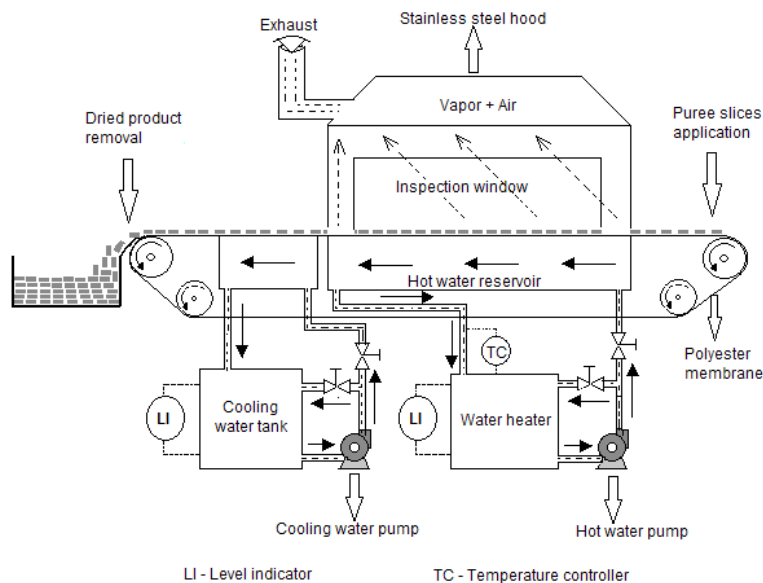 Stainless steel hood
Exhaust
Vapor + Air
Dried product
removal
Puree slices
application
Inspection window
Hot water reservoir
TC
Polyester
membrane
LI
Cooling
water tank
LI
Water heater
Cooling water pump
Hot water pump
LI - Level indicator
TC - Temperature controller